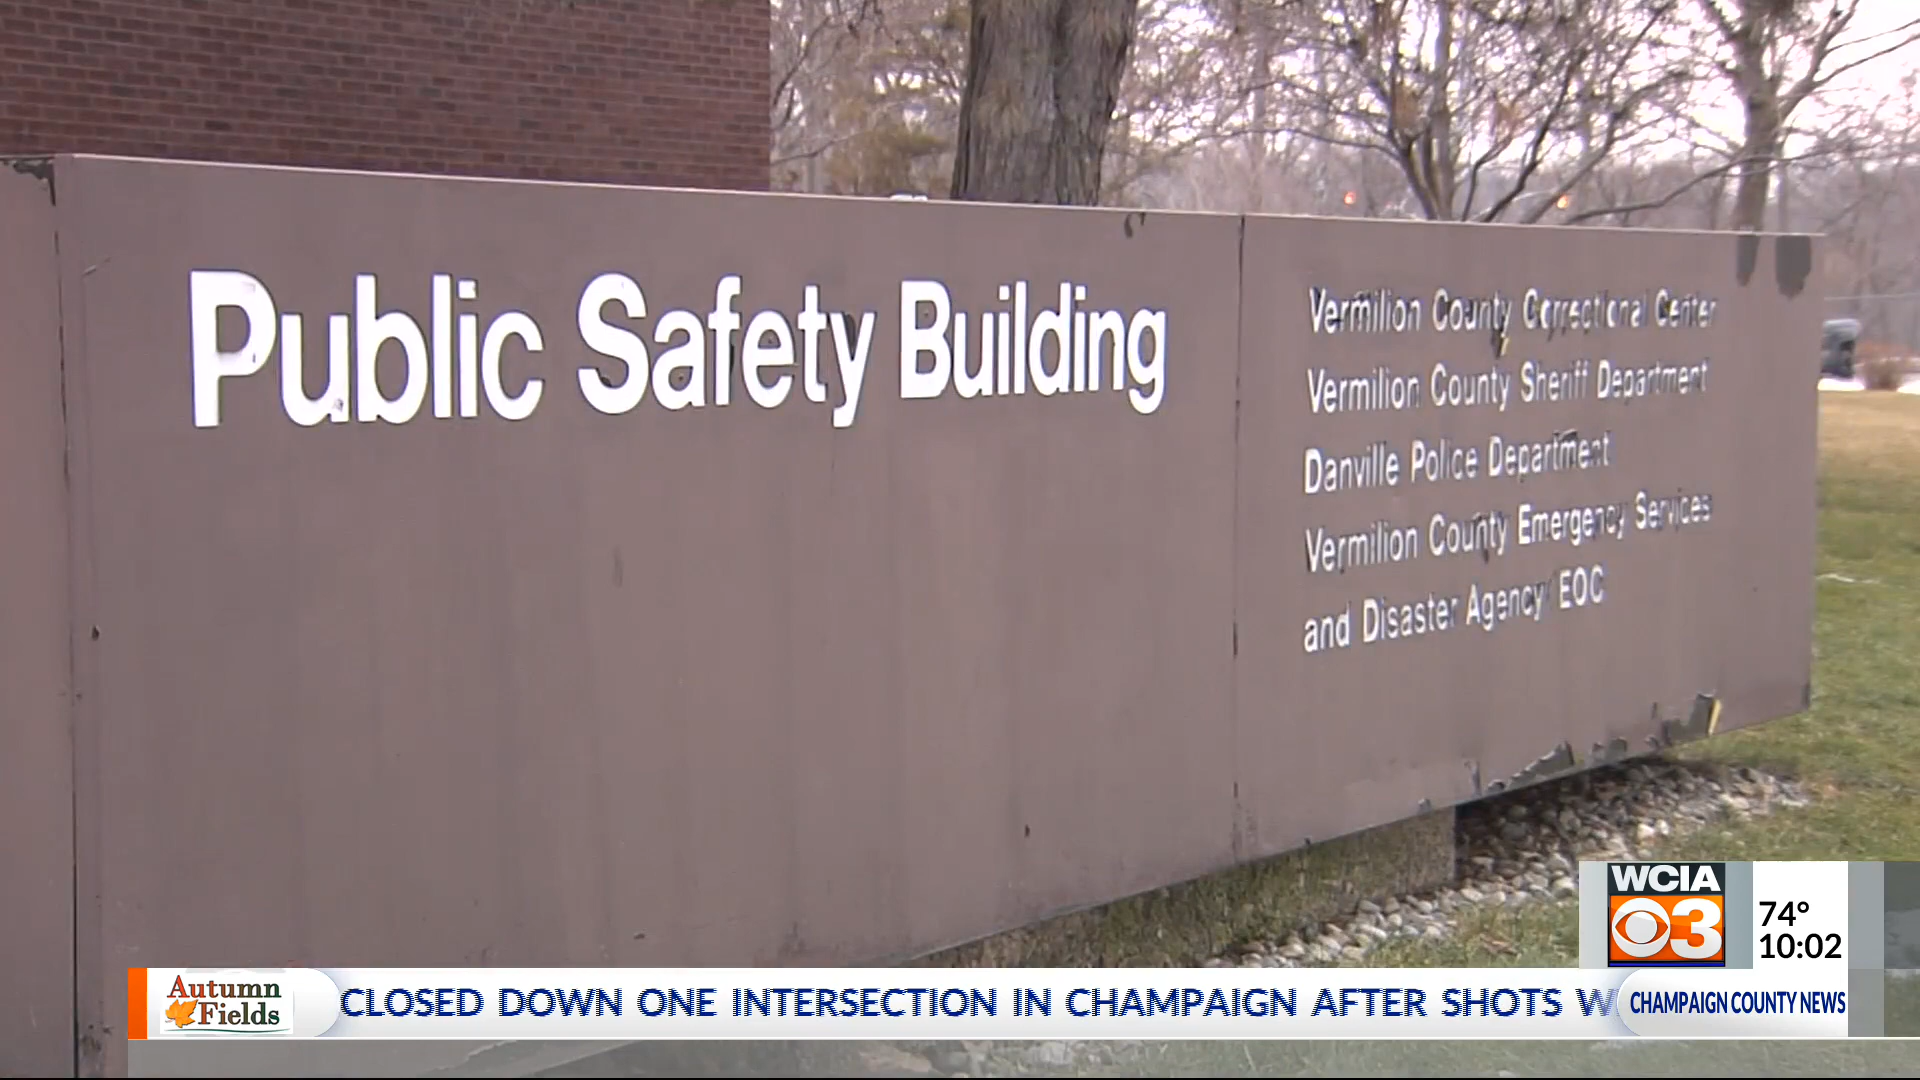 Public Safety Building
Vermilion County Correctional Center
Vermilion County Sheriff Department
Danville Police Department
Vermilion County Emergency Services
and Disaster Agency/ EOC
WCIA
3
74°
10:02
Autumn
Fields
CLOSED DOWN ONE INTERSECTION IN CHAMPAIGN AFTER SHOTS
CHAMPAIGN COUNTY NEWS